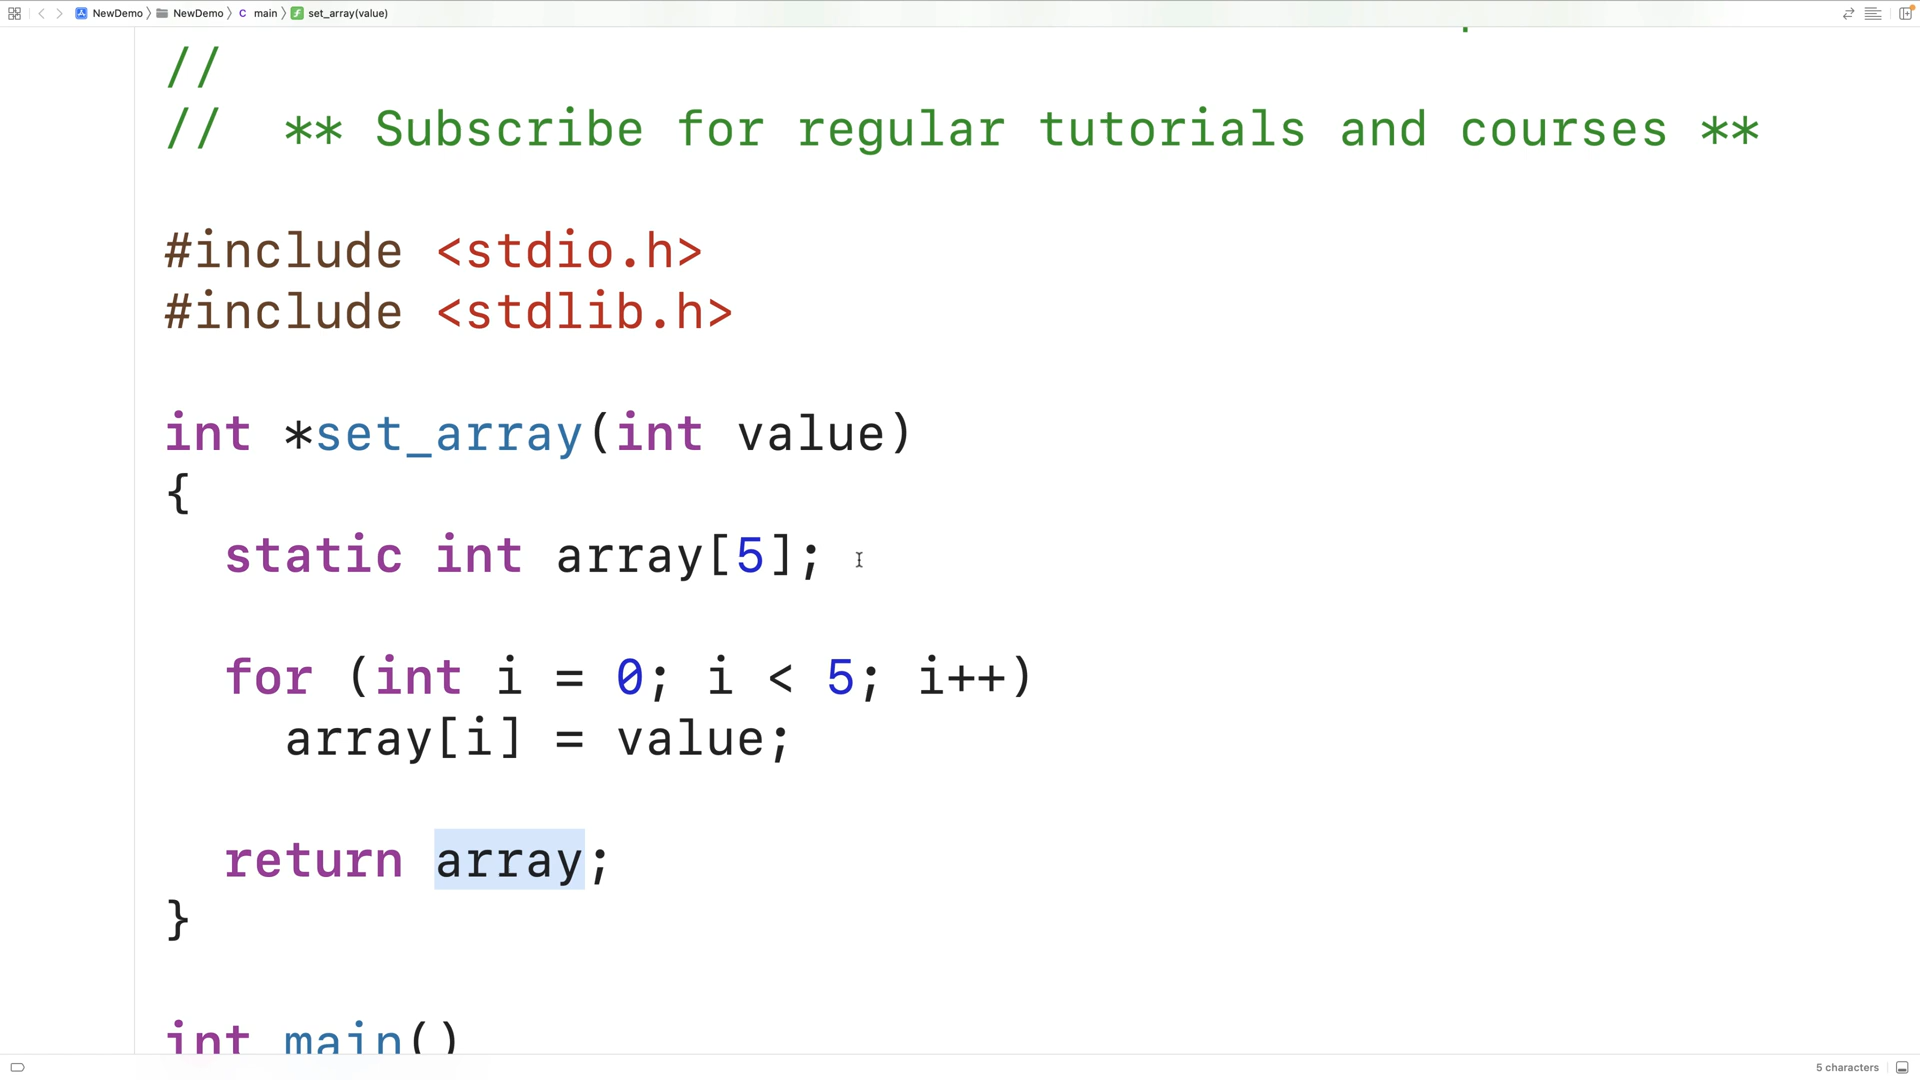 NewDemo NewDemo C main f set_array(value)
//
// ** Subscribe for regular tutorials and courses **
#include <stdio.h>
#include <stdlib.h>
int *set_array(int value)
{
static int array[5];
for (int i = 0; i < 5; i++)
array[i] = value;
return array;
}
int main()
5 characters